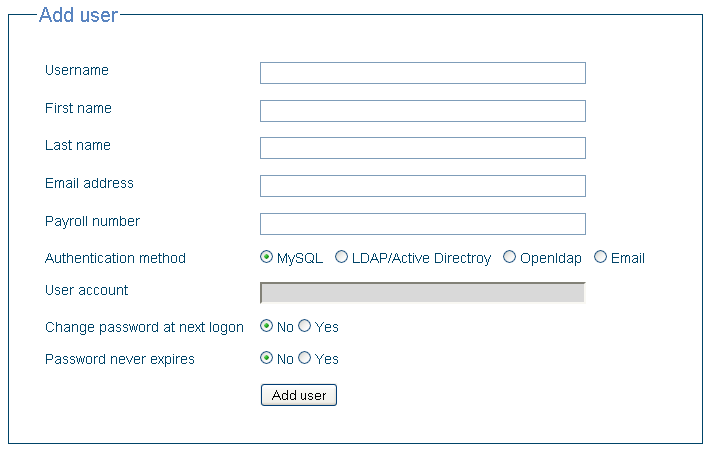 Add user
Username
First name
Last name
Email address
Payroll number
Authentication method MySQL LDAP/Active Directroy Openldap Email
User account
Change password at next logon No Yes
Password never expires No Yes
Add user